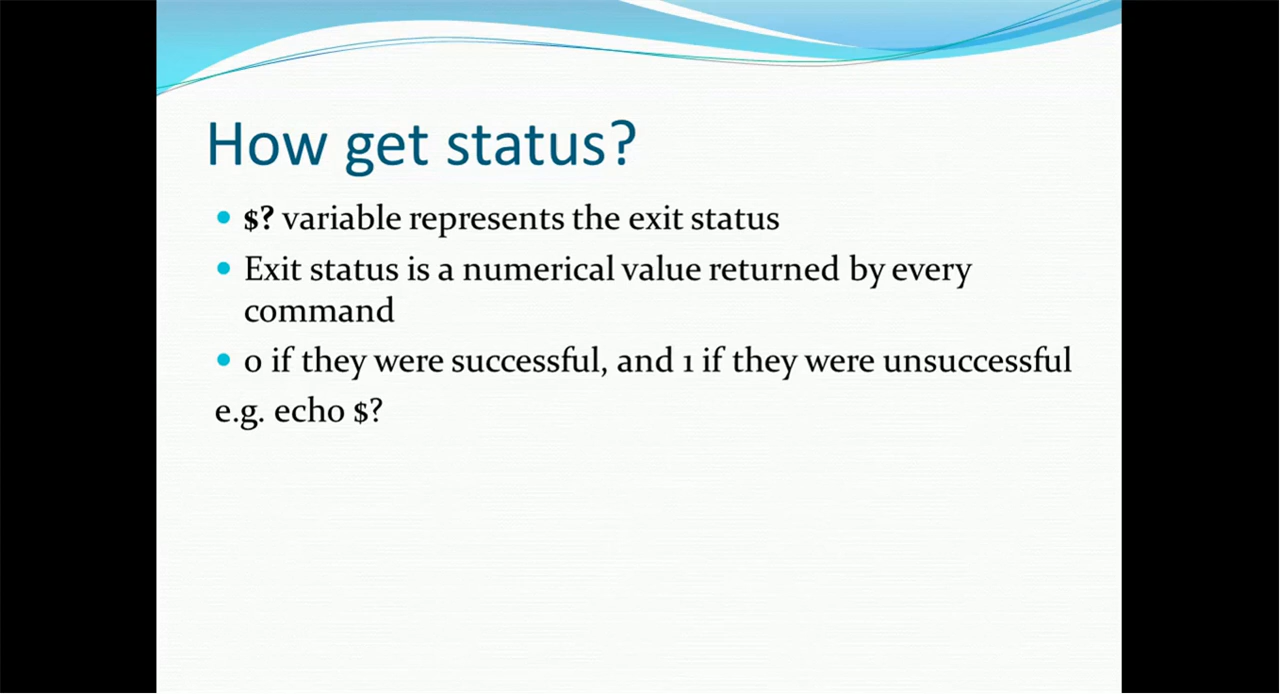 How get status?
$? variable represents the exit status
Exit status is a numerical value returned by every
command
0 if they were successful, and 1 if they were unsuccessful
e.g. echo $?